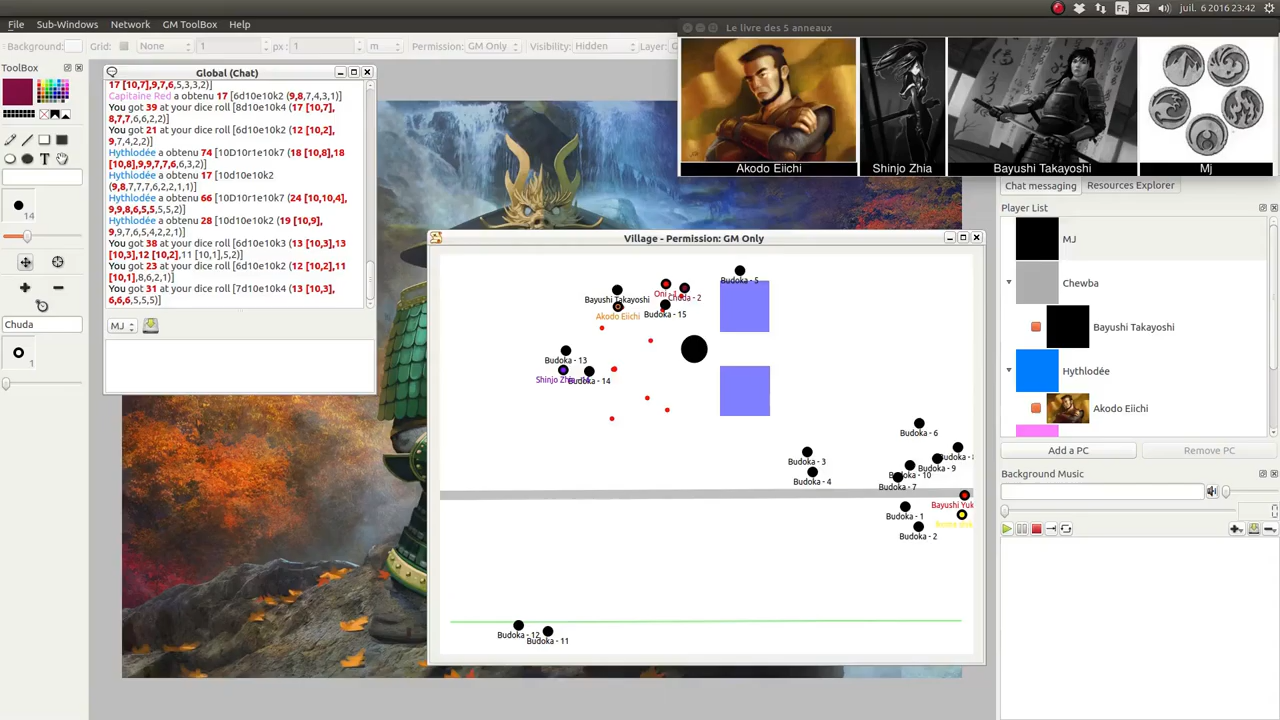 Fr
juil. 6 2016 23:42
File Sub-Windows Network GM ToolBox Help
Le livre des 5 anneaux
Background: Grid: None 1 px : 1 m Permission: GM Only Visibility: Hidden Layer:
ToolBox
14
Chuda
1
Global (Chat)
17 [10,7],9,7,6,5,3,3,2)]
Capitaine Red a obtenu 17 [6d10e10k2 (9,8,7,4,3,1)]
You got 39 at your dice roll [8d10e10k4 (17 [10,7],
8,7,7,6,6,2,2)]
You got 21 at your dice roll [6d10e10k2 (12 [10,2],
9,7,4,2,2)]
Hythlodée a obtenu 74 [10D10r1e10k7 (18 [10,8],18
[10,8],9,9,7,7,6,6,3,2)]
Hythlodée a obtenu 17 [10d10e10k2
(9,8,7,7,7,6,2,2,1,1)]
Hythlodée a obtenu 66 [10D10r1e10k7 (24 [10,10,4],
9,9,8,6,5,5,5,5,2)]
Hythlodée a obtenu 28 [10d10e10k2 (19 [10,9],
9,9,7,6,5,4,2,2,1)]
You got 38 at your dice roll [6d10e10k3 (13 [10,3],13
[10,3],12 [10,2],11 [10,1],5,2)]
You got 23 at your dice roll [6d10e10k2 (12 [10,2],11
[10,1],8,6,2,1)]
You got 31 at your dice roll [7d10e10k4 (13 [10,3],
6,6,6,5,5,5)]
MJ
Akodo Eiichi
Shinjo Zhia
Bayushi Takayoshi
Mj
Village - Permission: GM Only
Budoka - 5
Bayushi Takayoshi
Akodo Eiichi
Budoka - 15
Budoka - 13
Budoka - 14
Budoka - 3
Budoka - 4
Budoka - 6
Budoka - 9
Budoka - 10
Budoka - 7
Bayushi Yuk
Budoka - 1
Budoka - 2
Budoka - 12
Budoka - 11
Chat messaging Resources Explorer
Player List
MJ
Chewba
Bayushi Takayoshi
Hythlodée
Akodo Eiichi
Add a PC Remove PC
Background Music